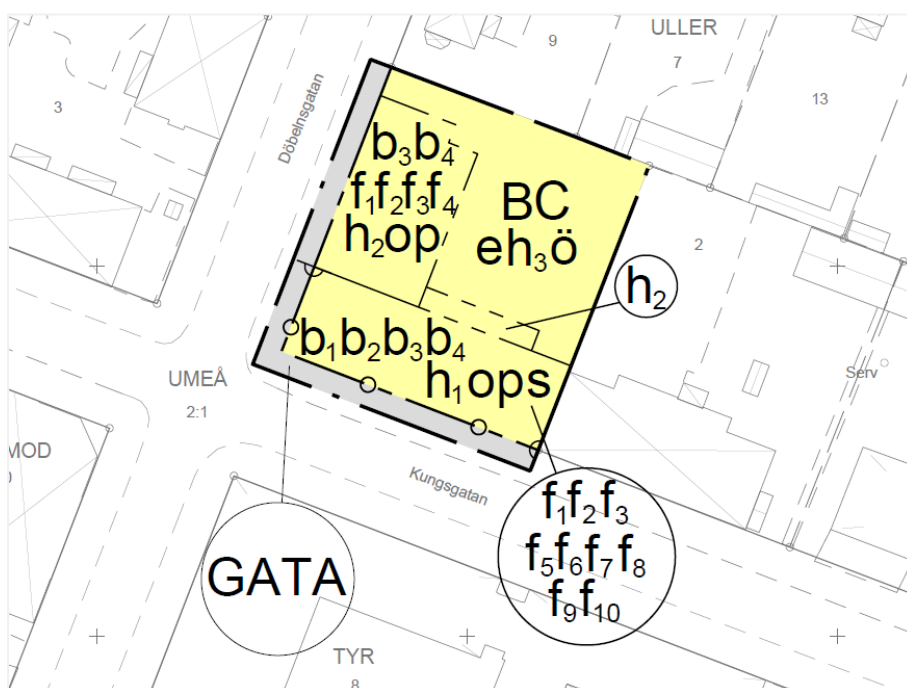 ULLER
9
7
3
13
Döbelnsgatan
b₃b₄
f₁f₂f₃f₄
h₂op
BC
eh₃ö
2
h₂
b₁b₂b₃b₄
h₁ops
UMEÅ
2:1
Serv
MOD
Kungsgatan
GATA
f₁f₂f₃
f₅f₆f₇f₈
f₉f₁₀
TYR
8